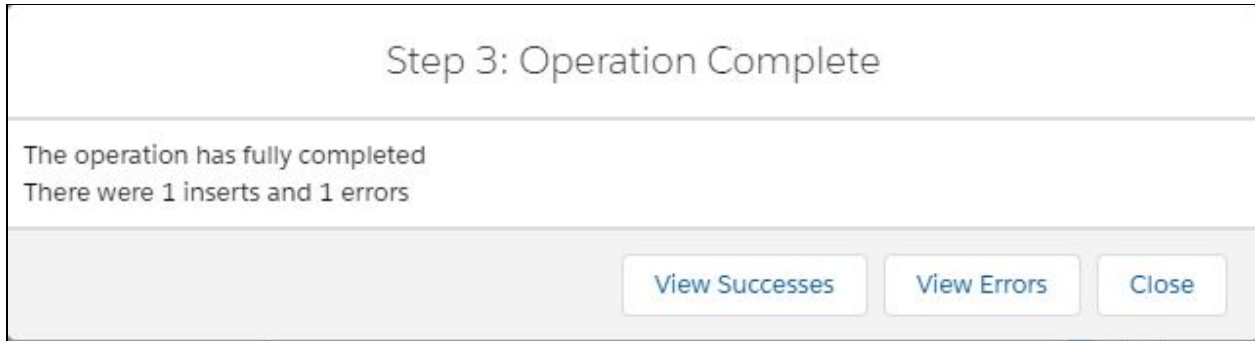 Step 3: Operation Complete
The operation has fully completed
There were 1 inserts and 1 errors
View Successes
View Errors
Close